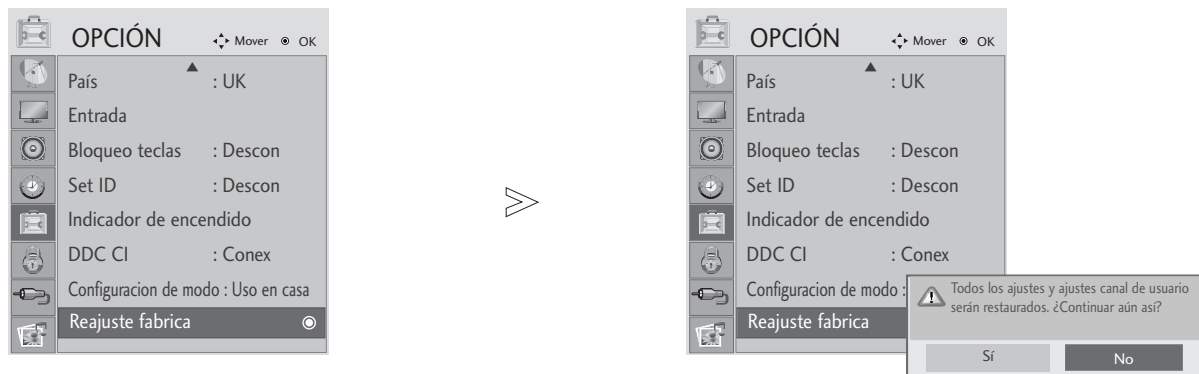 OPCIÓN Mover OK
País : UK
Entrada
Bloqueo teclas : Descon
Set ID : Descon
Indicador de encendido
DDC CI : Conex
Configuracion de modo : Uso en casa
Reajuste fabrica
OPCIÓN Mover OK
País : UK
Entrada
Bloqueo teclas : Descon
Set ID : Descon
Indicador de encendido
DDC CI : Conex
Configuracion de modo :
Reajuste fabrica
Todos los ajustes y ajustes canal de usuario
serán restaurados. ¿Continuar aún así?
Sí No